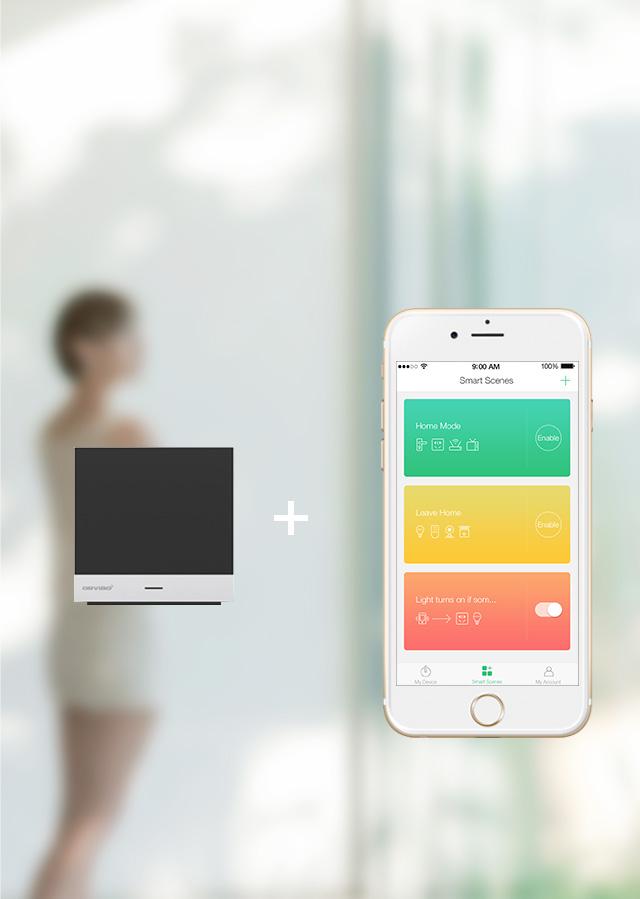 ORVIBO
9:00 AM
100%
Smart Scenes
Home Mode
Enable
Leave Home
Enable
Light turns on if som...
My Device
Smart Scenes
My Account